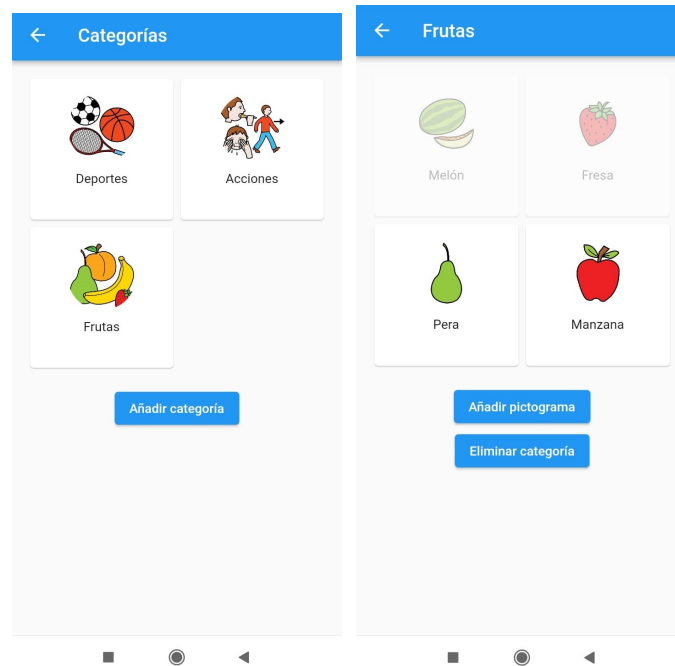 Categorías
Deportes
Acciones
Frutas
Añadir categoría
Frutas
Melón
Fresa
Pera
Manzana
Añadir pictograma
Eliminar categoría